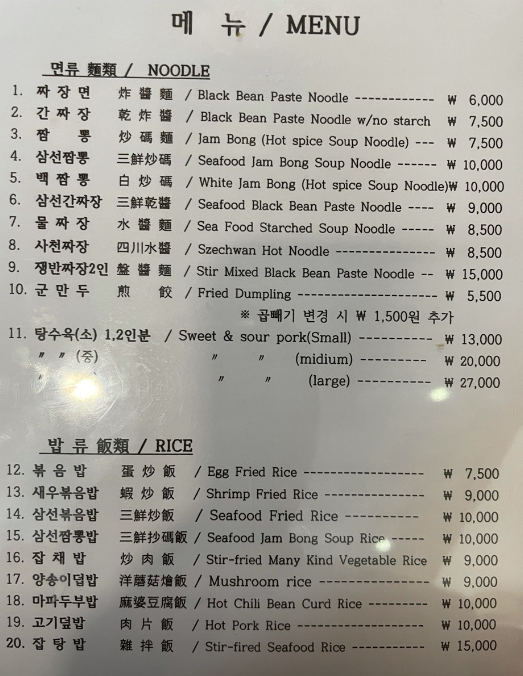 메 뉴 / MENU
면류 麵類 / NOODLE
1. 짜 장 면 炸 醬 麵 / Black Bean Paste Noodle ------------ ₩ 6,000
2. 간 짜 장 乾 炸 醬 / Black Bean Paste Noodle w/no starch ₩ 7,500
3. 짬 뽕 炒 碼 麵 / Jam Bong (Hot spice Soup Noodle) --- ₩ 7,500
4. 삼선짬뽕 三鮮炒碼 / Seafood Jam Bong Soup Noodle ------ ₩ 10,000
5. 백 짬 뽕 白 炒 碼 / White Jam Bong (Hot spice Soup Noodle)₩ 10,000
6. 삼선간짜장 三鮮乾醬 / Seafood Black Bean Paste Noodle ---- ₩ 9,000
7. 물 짜 장 水 醬 麵 / Sea Food Starched Soup Noodle ----- ₩ 8,500
8. 사천짜장 四川水醬 / Szechwan Hot Noodle --------------- ₩ 8,500
9. 쟁반짜장2인 盤 醬 麵 / Stir Mixed Black Bean Paste Noodle -- ₩ 15,000
10. 군 만 두 煎 餃 / Fried Dumpling ---------------------- ₩ 5,500
※ 곱빼기 변경 시 ₩ 1,500원 추가
11. 탕수육(소) 1,2인분 / Sweet & sour pork(Small) ----------- ₩ 13,000
〃 〃 (중) 〃 〃 (midium) ----------- ₩ 20,000
〃 〃 〃 (large) ----------- ₩ 27,000
밥 류 飯類 / RICE
12. 볶 음 밥 蛋 炒 飯 / Egg Fried Rice ------------------ ₩ 7,500
13. 새우볶음밥 蝦 炒 飯 / Shrimp Fried Rice --------------- ₩ 9,000
14. 삼선볶음밥 三鮮炒飯 / Seafood Fried Rice ----------- ₩ 10,000
15. 삼선짬뽕밥 三鮮抄碼飯 / Seafood Jam Bong Soup Rice ----- ₩ 10,000
16. 잡 채 밥 炒 肉 飯 / Stir-fried Many Kind Vegetable Rice ₩ 9,000
17. 양송이덮밥 洋蘑菇燴飯 / Mushroom rice ---------------- ₩ 9,000
18. 마파두부밥 麻婆豆腐飯 / Hot Chili Bean Curd Rice --------- ₩ 10,000
19. 고기덮밥 肉 片 飯 / Hot Pork Rice ------------------- ₩ 10,000
20. 잡 탕 밥 雜 拌 飯 / Stir-fired Seafood Rice ------------ ₩ 15,000